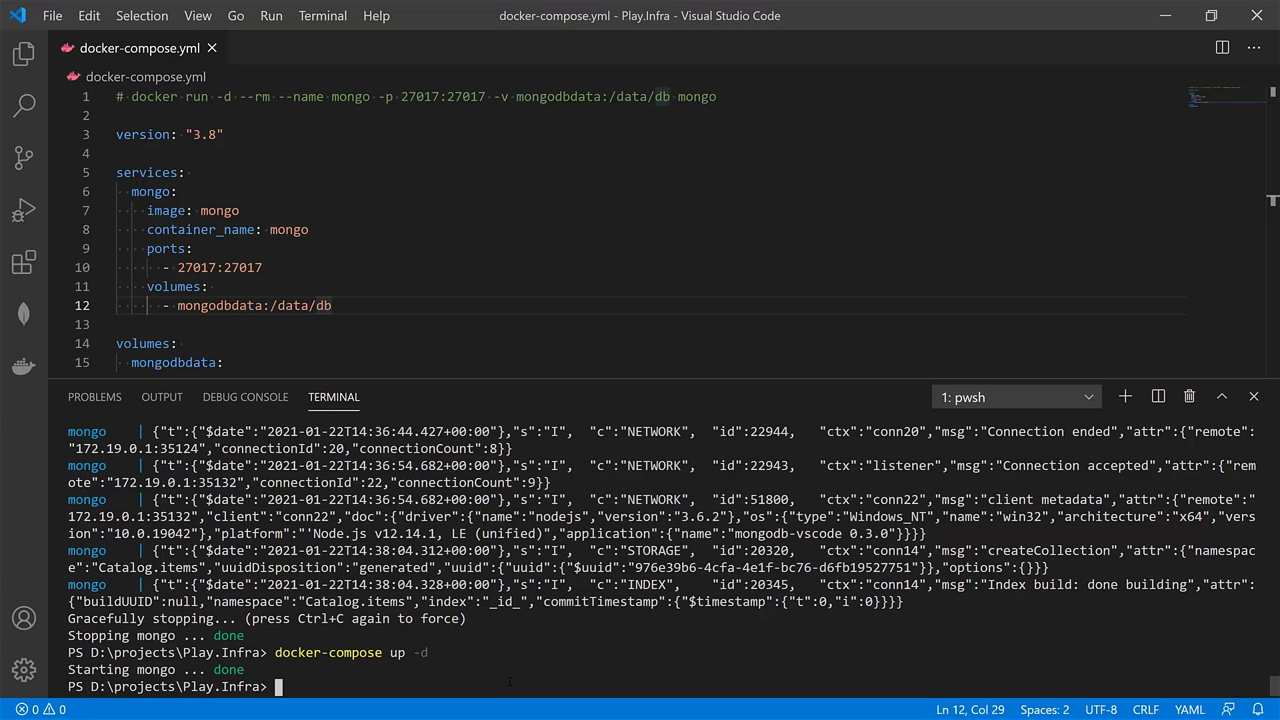 File Edit Selection View Go Run Terminal Help docker-compose.yml - Play.Infra - Visual Studio Code
docker-compose.yml
docker-compose.yml
1 # docker run -d --rm --name mongo -p 27017:27017 -v mongodbdata:/data/db mongo
2
3 version: "3.8"
4
5 services:
6 mongo:
7 image: mongo
8 container_name: mongo
9 ports:
10 - 27017:27017
11 volumes:
12 - mongodbdata:/data/db
13
14 volumes:
15 mongodbdata:
PROBLEMS OUTPUT DEBUG CONSOLE TERMINAL 1: pwsh
mongo | {"t":{"$date":"2021-01-22T14:36:44.427+00:00"},"s":"I", "c":"NETWORK", "id":22944, "ctx":"conn20","msg":"Connection ended","attr":{"remote":
"172.19.0.1:35124","connectionId":20,"connectionCount":8}}
mongo | {"t":{"$date":"2021-01-22T14:36:54.682+00:00"},"s":"I", "c":"NETWORK", "id":22943, "ctx":"listener","msg":"Connection accepted","attr":{"rem
ote":"172.19.0.1:35132","connectionId":22,"connectionCount":9}}
mongo | {"t":{"$date":"2021-01-22T14:36:54.682+00:00"},"s":"I", "c":"NETWORK", "id":51800, "ctx":"conn22","msg":"client metadata","attr":{"remote":"
172.19.0.1:35132","client":"conn22","doc":{"driver":{"name":"nodejs","version":"3.6.2"},"os":{"type":"Windows_NT","name":"win32","architecture":"x64","vers
ion":"10.0.19042"},"platform":"'Node.js v12.14.1, LE (unified)","application":{"name":"mongodb-vscode 0.3.0"}}}}
mongo | {"t":{"$date":"2021-01-22T14:38:04.312+00:00"},"s":"I", "c":"STORAGE", "id":20320, "ctx":"conn14","msg":"createCollection","attr":{"namespac
e":"Catalog.items","uuidDisposition":"generated","uuid":{"uuid":{"$uuid":"976e39b6-4cfa-4e1f-bc76-d6fb19527751"}},"options":{}}}
mongo | {"t":{"$date":"2021-01-22T14:38:04.328+00:00"},"s":"I", "c":"INDEX", "id":20345, "ctx":"conn14","msg":"Index build: done building","attr":
{"buildUUID":null,"namespace":"Catalog.items","index":"_id_","commitTimestamp":{"$timestamp":{"t":0,"i":0}}}}
Gracefully stopping... (press Ctrl+C again to force)
Stopping mongo ... done
PS D:\projects\Play.Infra> docker-compose up -d
Starting mongo ... done
PS D:\projects\Play.Infra>
0 0 Ln 12, Col 29 Spaces: 2 UTF-8 CRLF YAML